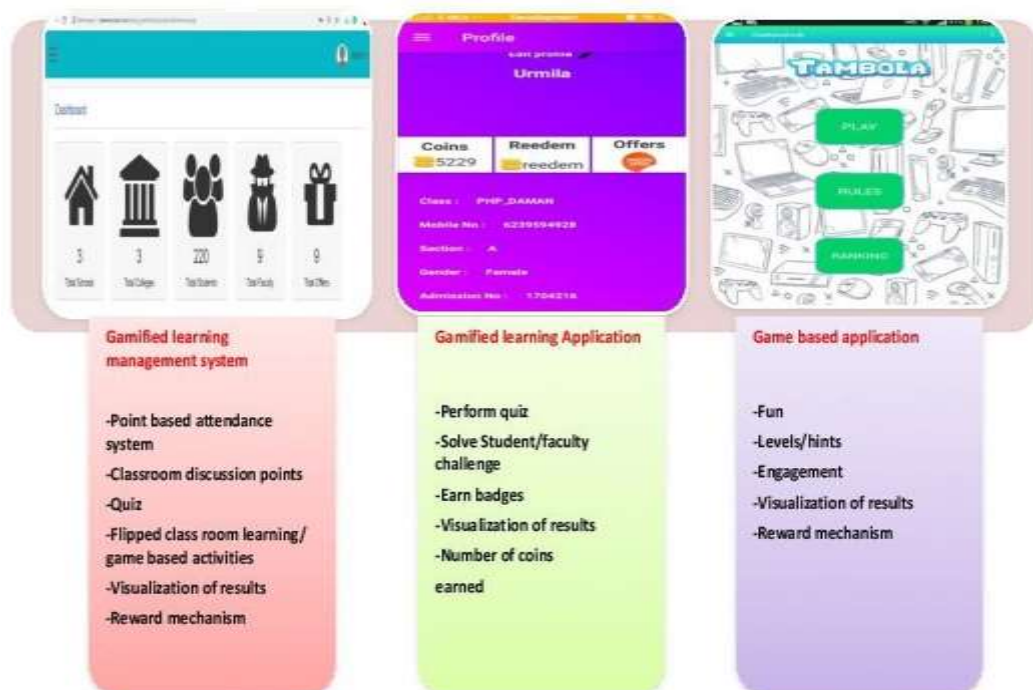 Dashboard
3
3
220
9
9
Total Schools
Total Colleges
Total Students
Total Faculty
Total Offers
Profile
Edit profile
Urmila
Coins
Reedem
Offers
5229
reedem
Class : PHP_DAMAN
Mobile No : 6239594928
Section : A
Gender : Female
Admission No : 1704216
TAMBOLA
PLAY
RULES
RANKING
Gamified learning
management system
-Point based attendance
system
-Classroom discussion points
-Quiz
-Flipped class room learning/
game based activities
-Visualization of results
-Reward mechanism
Gamified learning Application
-Perform quiz
-Solve Student/faculty
challenge
-Earn badges
-Visualization of results
-Number of coins
earned
Game based application
-Fun
-Levels/hints
-Engagement
-Visualization of results
-Reward mechanism